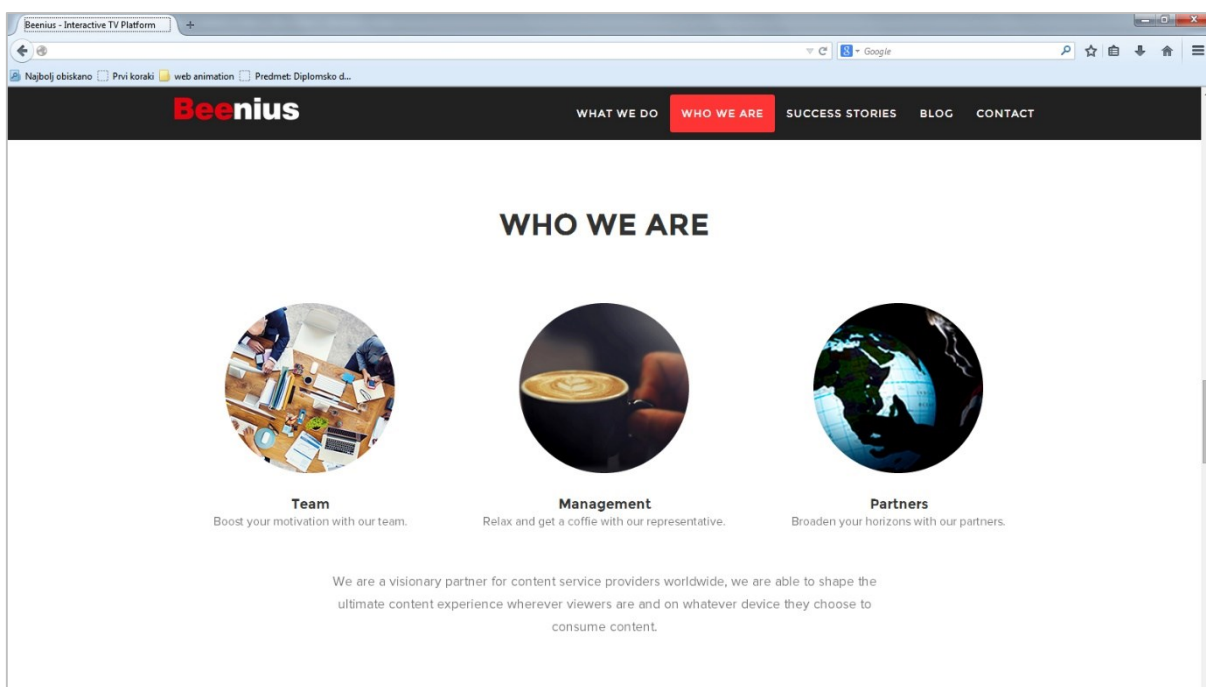 Beenius - Interactive TV Platform
Google
Najbolj obiskano Prvi koraki web animation Predmet: Diplomsko d...
Beenius
WHAT WE DO WHO WE ARE SUCCESS STORIES BLOG CONTACT
WHO WE ARE
Team
Boost your motivation with our team.
Management
Relax and get a coffie with our representative.
Partners
Broaden your horizons with our partners.
We are a visionary partner for content service providers worldwide, we are able to shape the
ultimate content experience wherever viewers are and on whatever device they choose to
consume content.